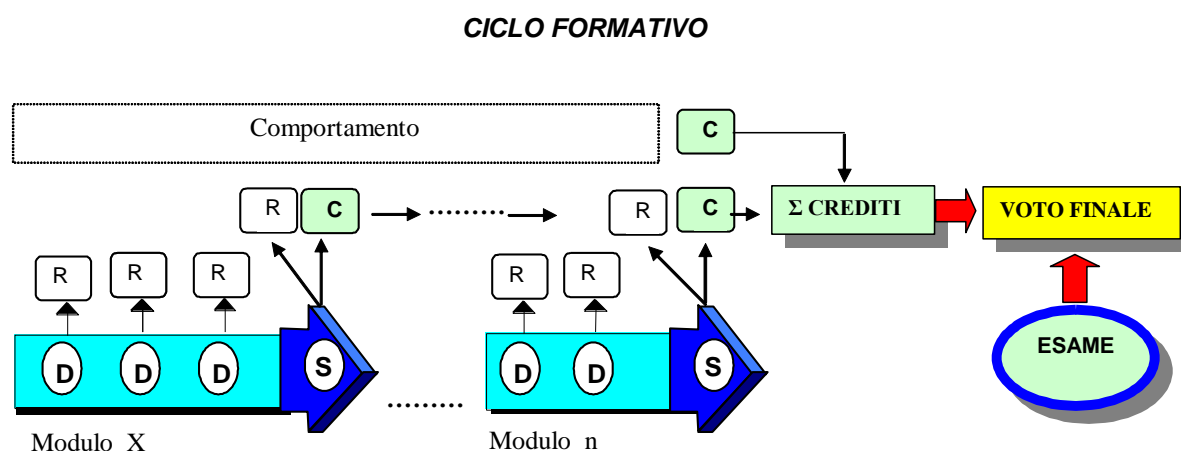 CICLO FORMATIVO
Comportamento
C
R
C
.........
R
C
Σ CREDITI
VOTO FINALE
R
R
R
R
R
D
D
D
S
D
D
S
ESAME
.........
Modulo X
Modulo n